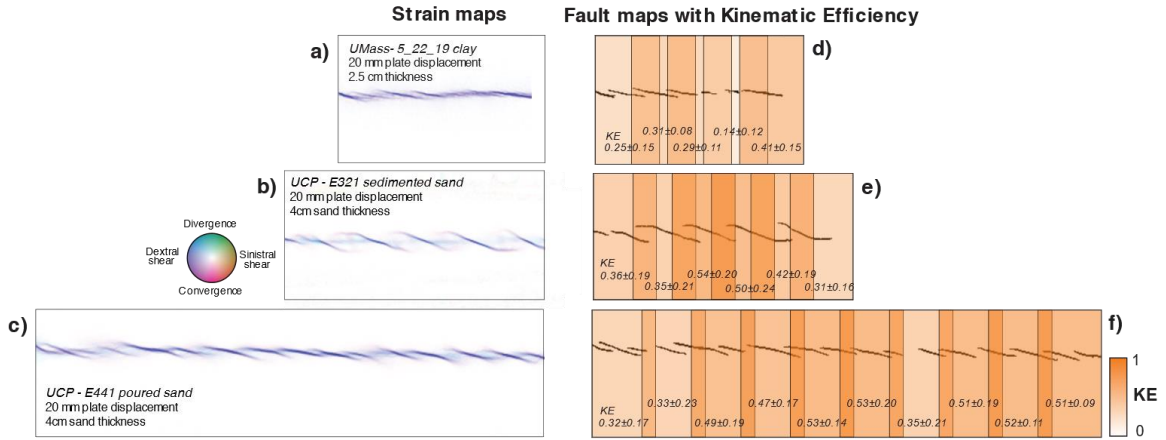 Strain maps
Fault maps with Kinematic Efficiency
a)
UMass- 5_22_19 clay
20 mm plate displacement
2.5 cm thickness
d)
0.31±0.08
0.14±0.12
KE
0.25±0.15
0.29±0.11
0.41±0.15
b)
UCP - E321 sedimented sand
20 mm plate displacement
4cm sand thickness
e)
Divergence
Dextral
shear
Sinistral
shear
Convergence
KE
0.36±0.19
0.54±0.20
0.42±0.19
0.35±0.21
0.50±0.24
0.31±0.16
c)
UCP - E441 poured sand
20 mm plate displacement
4cm sand thickness
f)
0.33±0.23
0.47±0.17
0.53±0.20
0.51±0.19
0.51±0.09
KE
0.32±0.17
0.49±0.19
0.53±0.14
0.35±0.21
0.52±0.11
1
KE
0